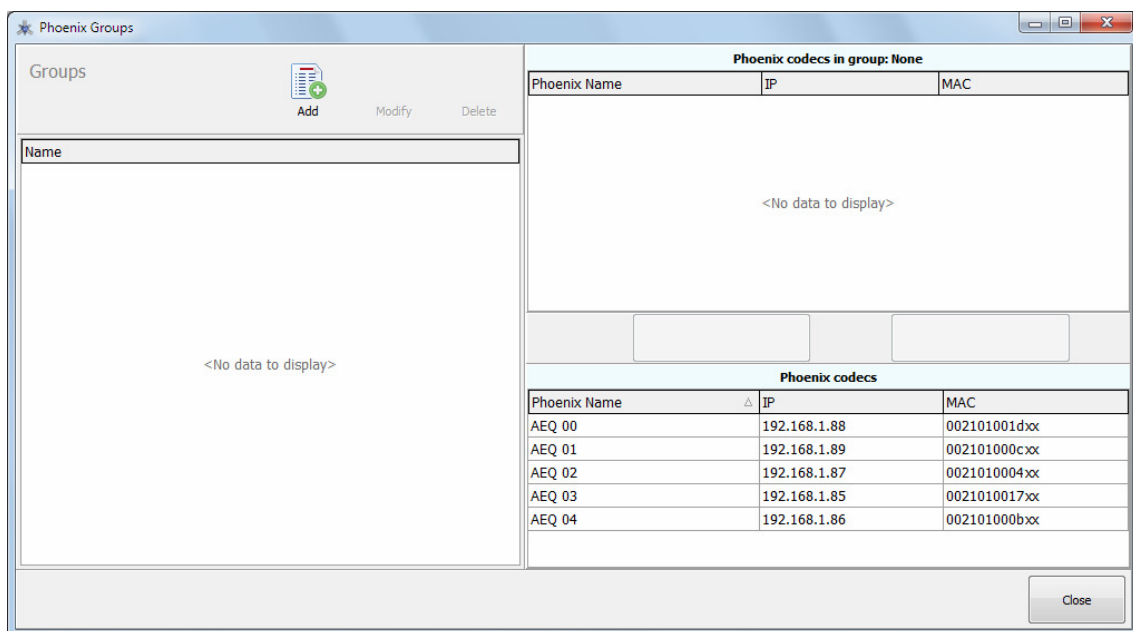 Phoenix Groups
Groups
Add Modify Delete
Name
<No data to display>
Phoenix codecs in group: None
Phoenix Name IP MAC
<No data to display>
Phoenix codecs
Phoenix Name IP MAC
AEQ 00 192.168.1.88 002101001dxx
AEQ 01 192.168.1.89 002101000cxx
AEQ 02 192.168.1.87 0021010004xx
AEQ 03 192.168.1.85 0021010017xx
AEQ 04 192.168.1.86 002101000bxx
Close